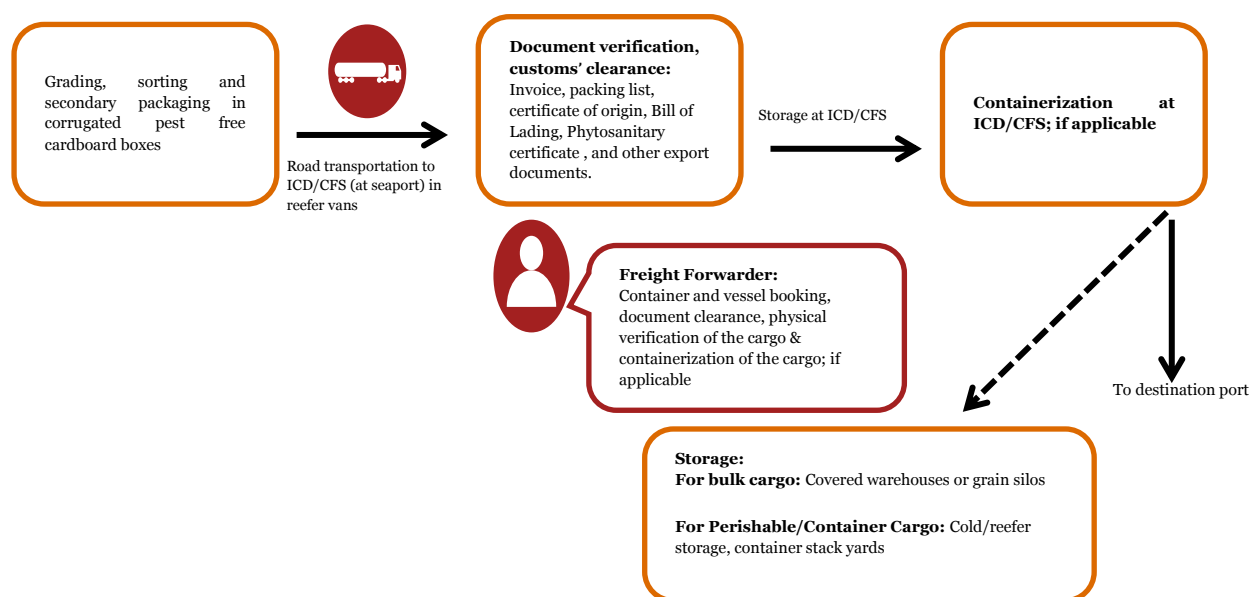 Grading, sorting and
secondary packaging in
corrugated pest free
cardboard boxes
Road transportation to
ICD/CFS (at seaport) in
reefer vans
Document verification,
customs’ clearance:
Invoice, packing list,
certificate of origin, Bill of
Lading, Phytosanitary
certificate , and other export
documents.
Storage at ICD/CFS
Containerization at
ICD/CFS; if applicable
Freight Forwarder:
Container and vessel booking,
document clearance, physical
verification of the cargo &
containerization of the cargo; if
applicable
To destination port
Storage:
For bulk cargo: Covered warehouses or grain silos
For Perishable/Container Cargo: Cold/reefer
storage, container stack yards